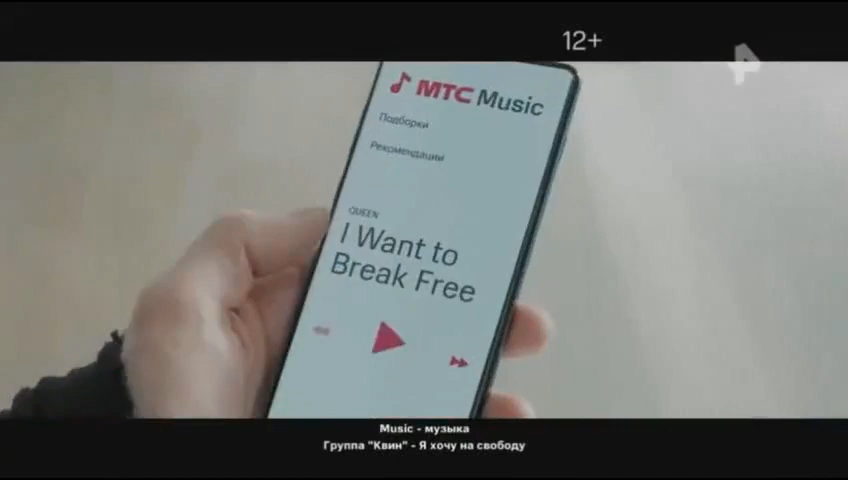 12+
МТС Music
Подборки
Рекомендации
QUEEN
I Want to
Break Free
Music - музыка
Группа "Квин" - Я хочу на свободу